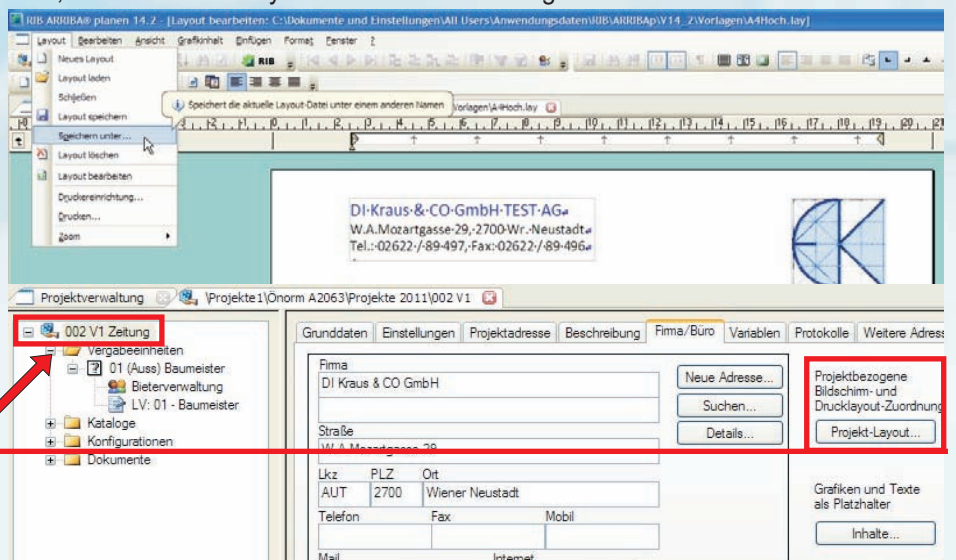 RIB ARRIBA® planen 14.2 - [Layout bearbeiten: C:\Dokumente und Einstellungen\All Users\Anwendungsdaten\RIB\ARRIBAp\V14_2\Vorlagen\A4Hoch.lay]
Layout Bearbeiten Ansicht Grafikinhalt Einfügen Format Fenster ?
Neues Layout
RIB
Layout laden
Schließen
Speichert die aktuelle Layout-Datei unter einem anderen Namen
Vorlagen\A4Hoch.lay
Layout speichern
Speichern unter...
Layout löschen
Layout bearbeiten
Druckereinrichtung...
Drucken...
Zoom
DI·Kraus·&·CO·GmbH·TEST·AG
W.A.Mozartgasse·29,·2700·Wr.·Neustadt
Tel.:·02622·/·89·497,·Fax:·02622·/·89·496
Projektverwaltung \Projekte1\Önorm A2063\Projekte 2011\002 V1
002 V1 Zeitung
Vergabeeinheiten
01 (Auss) Baumeister
Bieterverwaltung
LV: 01 - Baumeister
Kataloge
Konfigurationen
Dokumente
Grunddaten Einstellungen Projektadresse Beschreibung Firma/Büro Variablen Protokolle Weitere Adress
Firma
DI Kraus & CO GmbH
Straße
W.A.Mozartgasse 29
Lkz PLZ Ort
AUT 2700 Wiener Neustadt
Telefon Fax Mobil
Mail Internet
Neue Adresse...
Suchen...
Details...
Projektbezogene
Bildschim- und
Drucklayout-Zuordnung
Projekt-Layout...
Grafiken und Texte
als Platzhalter
Inhalte...